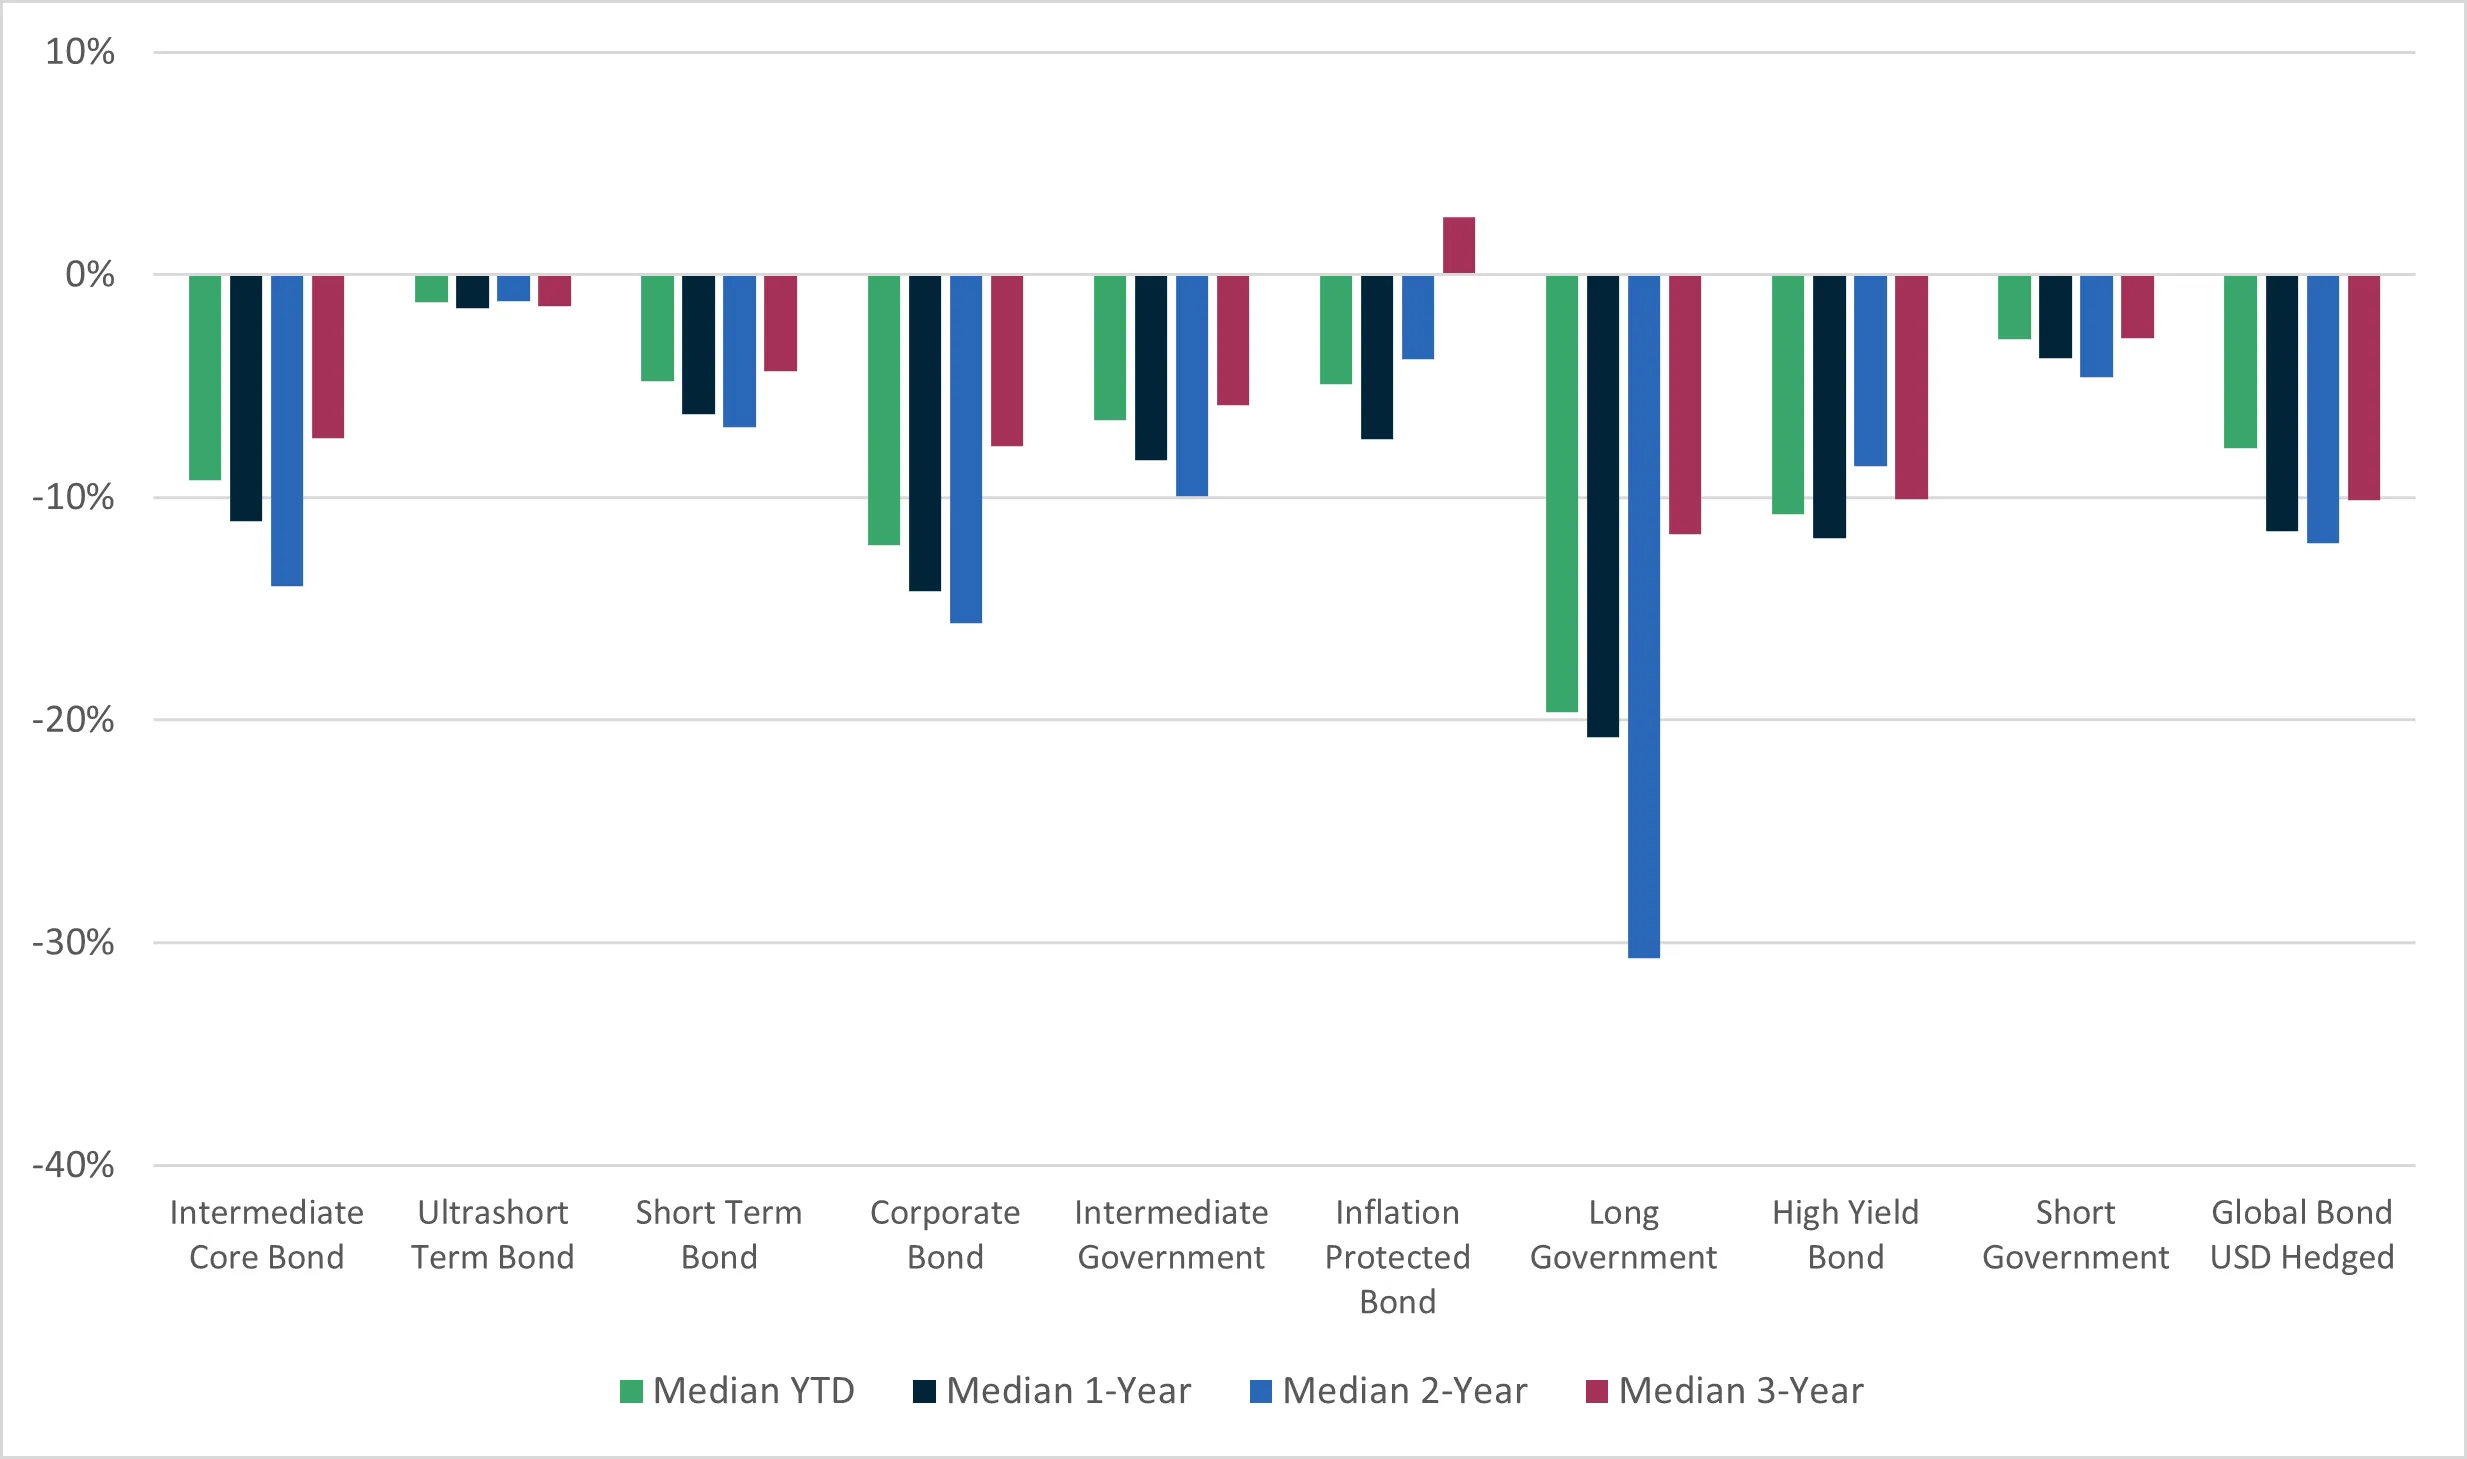 10%
0%
-10%
-20%
-30%
-40%
Intermediate
Core Bond
Ultrashort
Term Bond
Short Term
Bond
Corporate
Bond
Intermediate
Government
Inflation
Protected
Bond
Long
Government
High Yield
Bond
Short
Government
Global Bond
USD Hedged
Median YTD
Median 1-Year
Median 2-Year
Median 3-Year